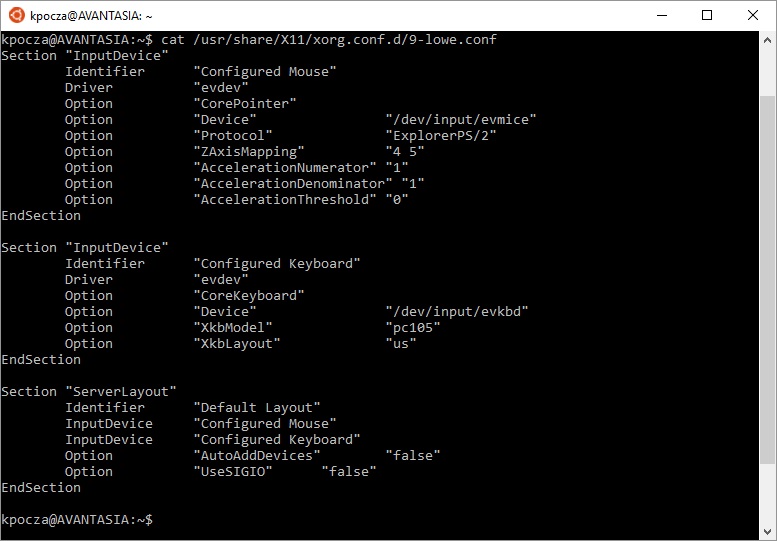 kpocza@AVANTASIA: ~
kpocza@AVANTASIA:~$ cat /usr/share/X11/xorg.conf.d/9-lowe.conf
Section "InputDevice"
        Identifier      "Configured Mouse"
        Driver          "evdev"
        Option          "CorePointer"
        Option          "Device"                "/dev/input/evmice"
        Option          "Protocol"              "ExplorerPS/2"
        Option          "ZAxisMapping"          "4 5"
        Option          "AccelerationNumerator" "1"
        Option          "AccelerationDenominator" "1"
        Option          "AccelerationThreshold" "0"
EndSection

Section "InputDevice"
        Identifier      "Configured Keyboard"
        Driver          "evdev"
        Option          "CoreKeyboard"
        Option          "Device"                "/dev/input/evkbd"
        Option          "XkbModel"              "pc105"
        Option          "XkbLayout"             "us"
EndSection

Section "ServerLayout"
        Identifier      "Default Layout"
        InputDevice     "Configured Mouse"
        InputDevice     "Configured Keyboard"
        Option          "AutoAddDevices"        "false"
        Option          "UseSIGIO"      "false"
EndSection

kpocza@AVANTASIA:~$